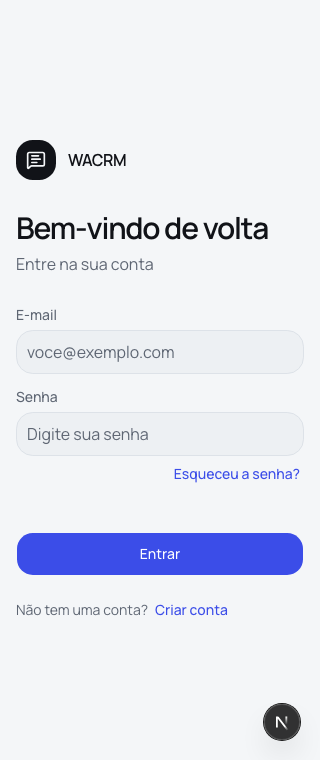 WACRM
Bem-vindo de volta
Entre na sua conta
E-mail
voce@exemplo.com
Senha
Digite sua senha
Esqueceu a senha?
Entrar
Não tem uma conta? Criar conta
N